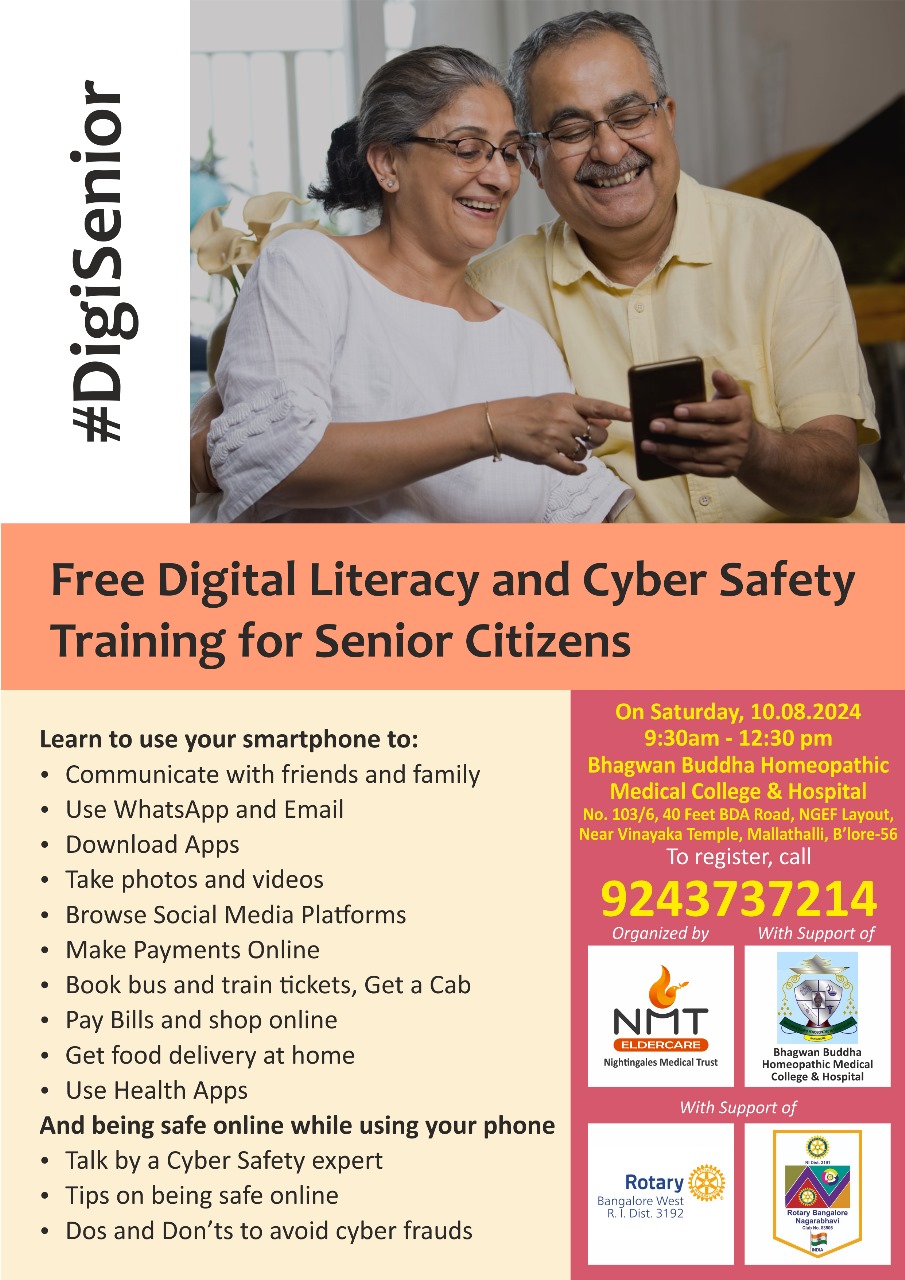 #DigiSenior
Free Digital Literacy and Cyber Safety
Training for Senior Citizens
Learn to use your smartphone to:
• Communicate with friends and family
• Use WhatsApp and Email
• Download Apps
• Take photos and videos
• Browse Social Media Platforms
• Make Payments Online
• Book bus and train tickets, Get a Cab
• Pay Bills and shop online
• Get food delivery at home
• Use Health Apps
And being safe online while using your phone
• Talk by a Cyber Safety expert
• Tips on being safe online
• Dos and Don'ts to avoid cyber frauds
On Saturday, 10.08.2024
9:30am - 12:30 pm
Bhagwan Buddha Homeopathic
Medical College & Hospital
No. 103/6, 40 Feet BDA Road, NGEF Layout,
Near Vinayaka Temple, Mallathalli, B'lore-56
To register, call
9243737214
Organized by
NMT
ELDERCARE
Nightingales Medical Trust
With Support of
Bhagwan Buddha
Homeopathic Medical
College & Hospital
With Support of
Rotary
Bangalore West
R. I. Dist. 3192
RI Dist. 3191
Rotary Bangalore
Nagarabhavi
INDIA